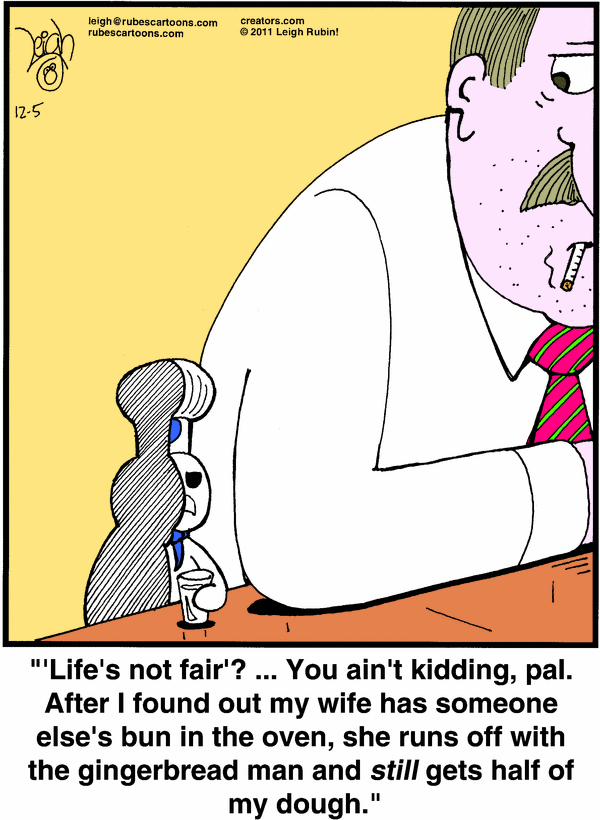 leigh@rubescartoons.com
rubescartoons.com
creators.com
© 2011 Leigh Rubin!
Leigh
12-5
"'Life's not fair'? ... You ain't kidding, pal.
After I found out my wife has someone
else's bun in the oven, she runs off with
the gingerbread man and still gets half of
my dough."